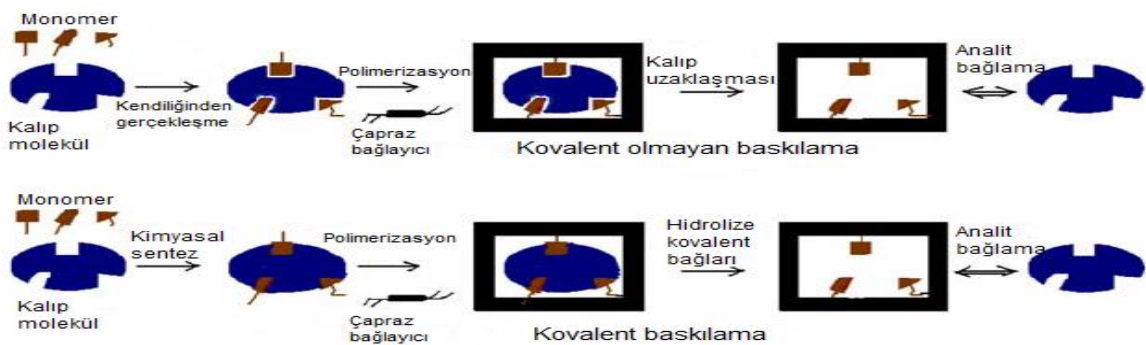 Monomer
Kalıp
molekül
Kendiliğinden
gerçekleşme
Polimerizasyon
Çapraz
bağlayıcı
Kalıp
uzaklaşması
Analit
bağlama
Kovalent olmayan baskılama
Monomer
Kalıp
molekül
Kimyasal
sentez
Polimerizasyon
Çapraz
bağlayıcı
Hidrolize
kovalent
bağları
Analit
bağlama
Kovalent baskılama